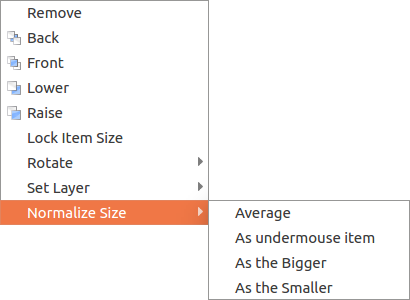 Remove
Back
Front
Lower
Raise
Lock Item Size
Rotate
Set Layer
Normalize Size
Average
As undermouse item
As the Bigger
As the Smaller